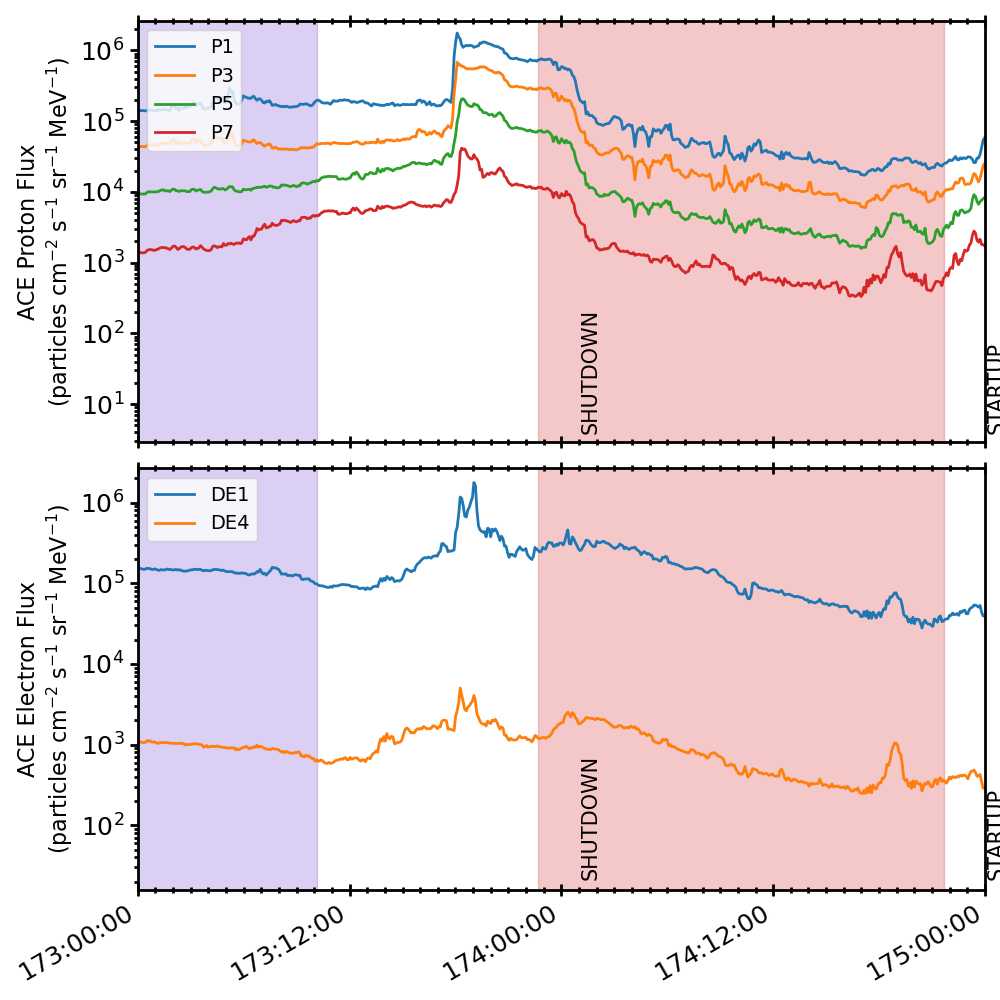 ACE Proton Flux
(particles cm⁻² s⁻¹ sr⁻¹ MeV⁻¹)
10⁶
10⁵
10⁴
10³
10²
10¹
P1
P3
P5
P7
SHUTDOWN
STARTUP
ACE Electron Flux
(particles cm⁻² s⁻¹ sr⁻¹ MeV⁻¹)
10⁶
10⁵
10⁴
10³
10²
DE1
DE4
SHUTDOWN
STARTUP
173:00:00
173:12:00
174:00:00
174:12:00
175:00:00